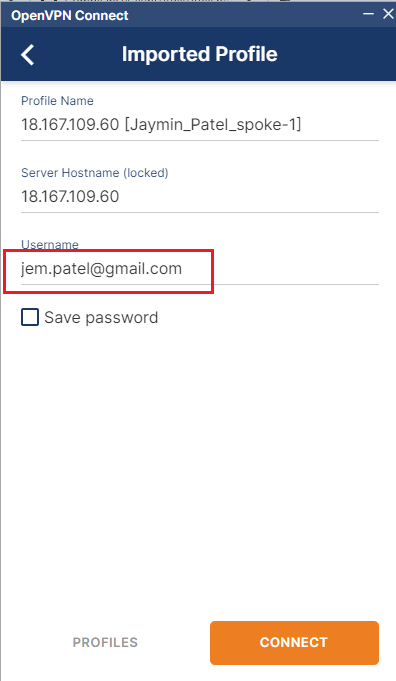 OpenVPN Connect
Imported Profile
Profile Name
18.167.109.60 [Jaymin_Patel_spoke-1]
Server Hostname (locked)
18.167.109.60
Username
jem.patel@gmail.com
Save password
PROFILES
CONNECT